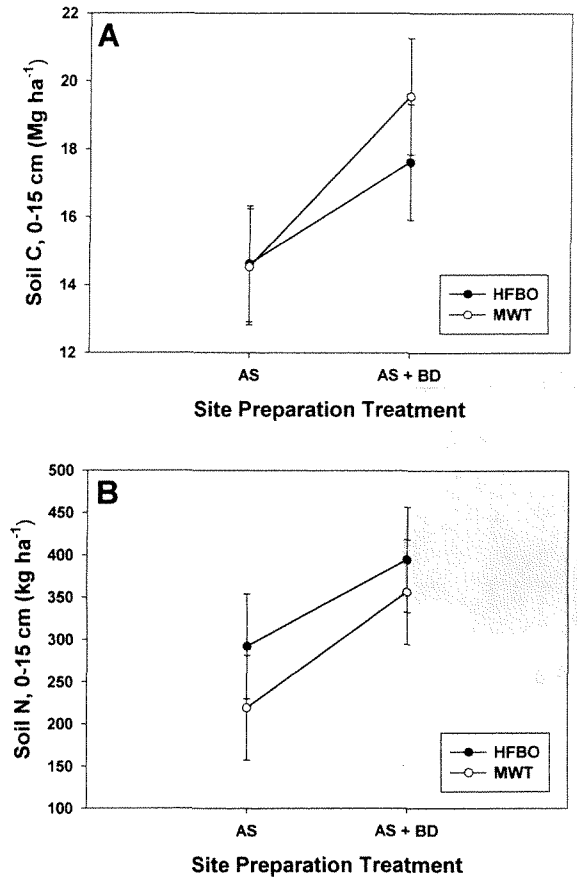 A
Soil C, 0-15 cm (Mg ha⁻¹)
22
20
18
16
14
12
HFBO
MWT
AS
AS + BD
Site Preparation Treatment
B
Soil N, 0-15 cm (kg ha⁻¹)
500
450
400
350
300
250
200
150
100
HFBO
MWT
AS
AS + BD
Site Preparation Treatment